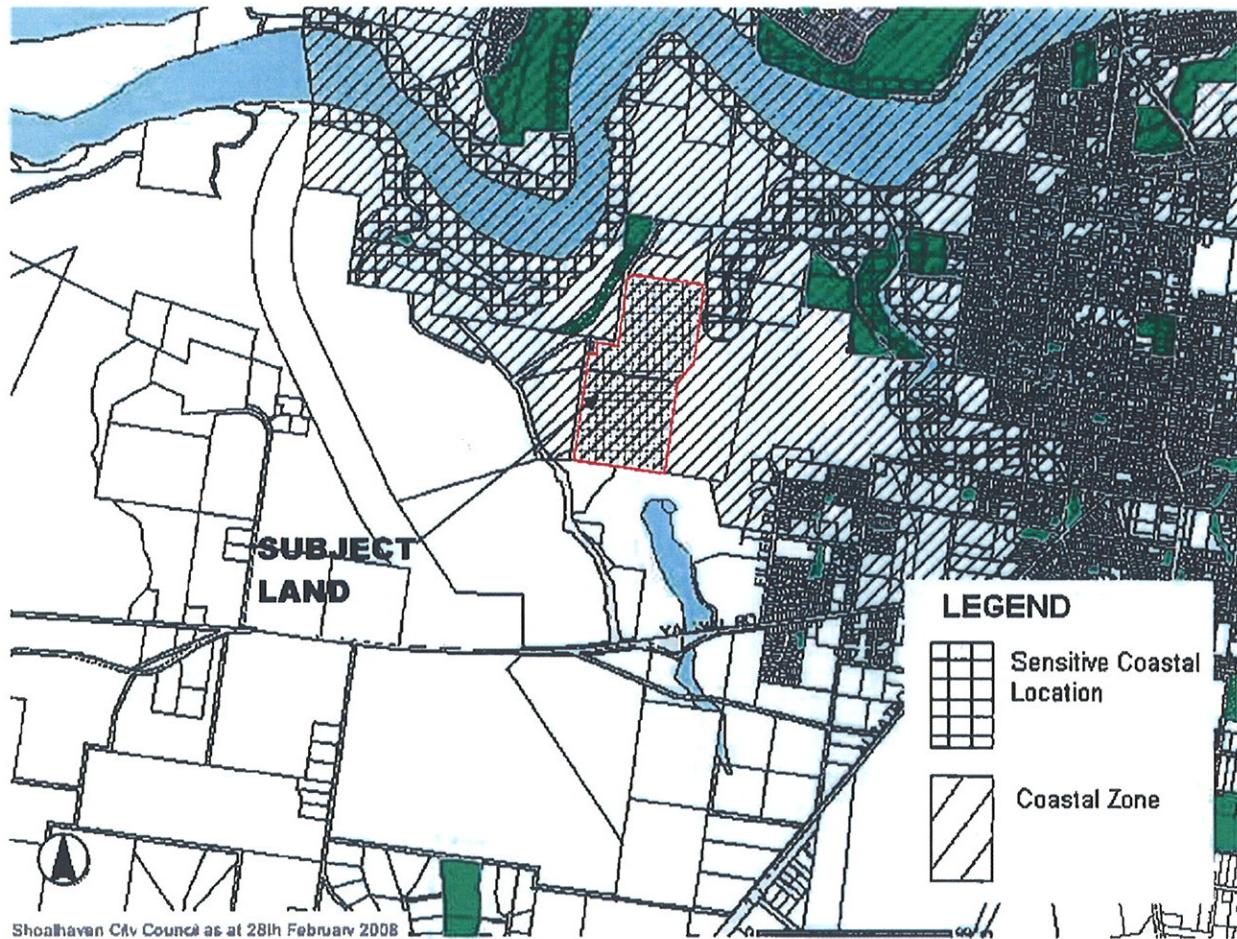 SUBJECT
LAND
LEGEND
Sensitive Coastal
Location
Coastal Zone
Shoalhaven City Council as at 28th February 2008